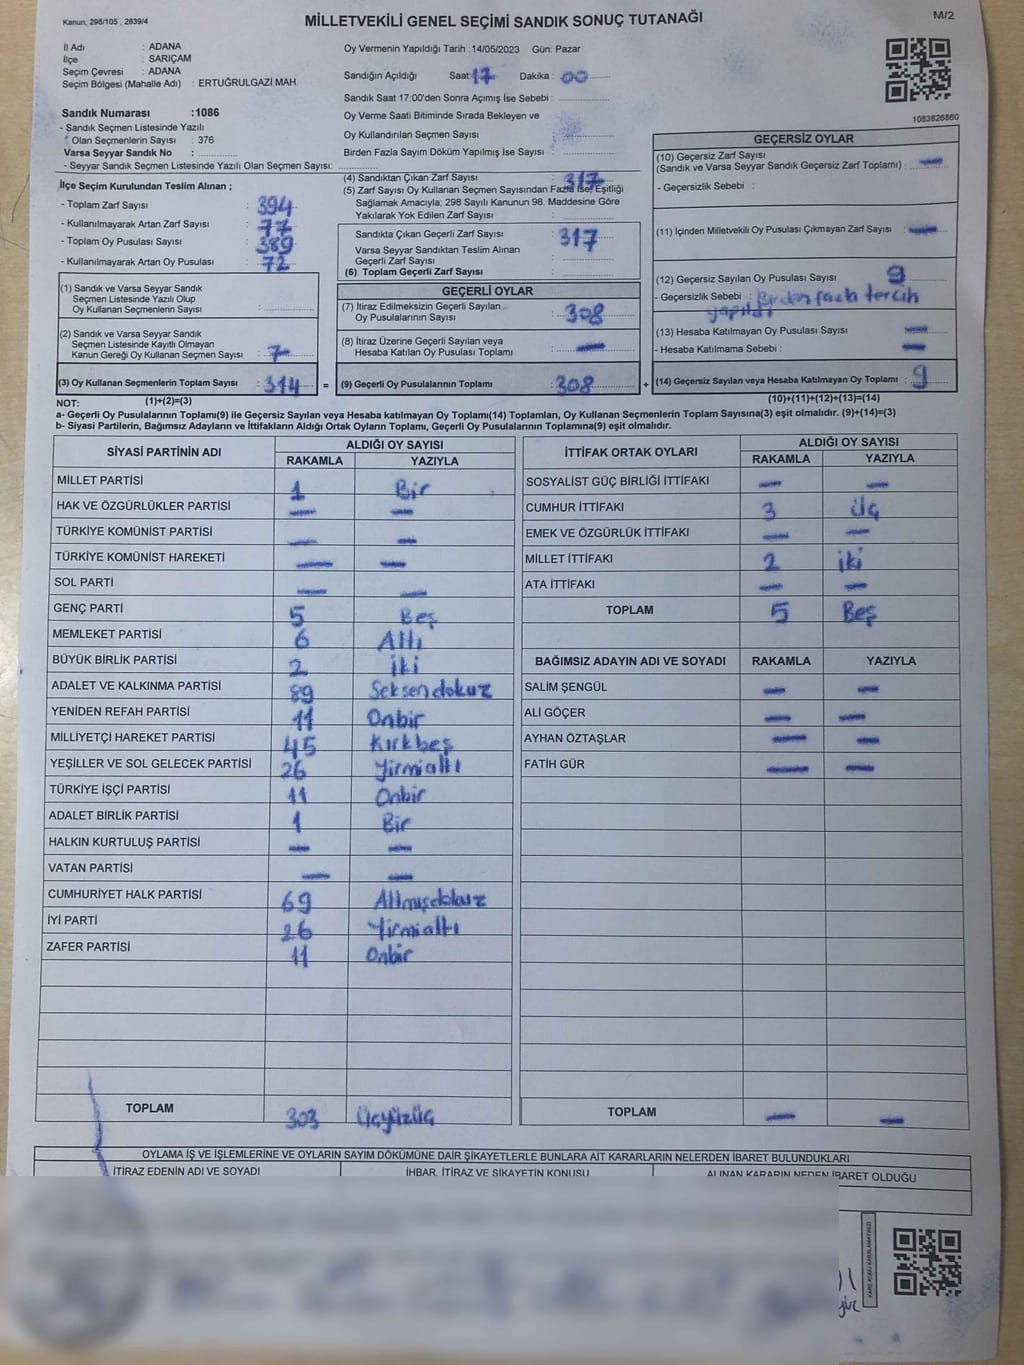 Kanun; 298/105 , 2839/4
MİLLETVEKİLİ GENEL SEÇİMİ SANDIK SONUÇ TUTANAĞI
M/2
İl Adı : ADANA
İlçe : SARIÇAM
Seçim Çevresi : ADANA
Seçim Bölgesi (Mahalle Adı) : ERTUĞRULGAZİ MAH.
Oy Vermenin Yapıldığı Tarih :14/05/2023 Gün: Pazar
Sandığın Açıldığı Saat: 17 Dakika : 00
Sandık Saat 17:00'den Sonra Açımış İse Sebebi :
Oy Verme Saati Bitiminde Sırada Bekleyen ve
Oy Kullandırılan Seçmen Sayısı :
Birden Fazla Sayım Döküm Yapılmış İse Sayısı :
1083826860
Sandık Numarası :1086
- Sandık Seçmen Listesinde Yazılı
Olan Seçmenlerin Sayısı : 376
Varsa Seyyar Sandık No :
- Seyyar Sandık Seçmen Listesinde Yazılı Olan Seçmen Sayısı:
İlçe Seçim Kurulundan Teslim Alınan ;
- Toplam Zarf Sayısı : 394
- Kullanılmayarak Artan Zarf Sayısı : 77
- Toplam Oy Pusulası Sayısı : 389
- Kullanılmayarak Artan Oy Pusulası : 72
(4) Sandıktan Çıkan Zarf Sayısı : 317
(5) Zarf Sayısı Oy Kullanan Seçmen Sayısından Fazla İse, Eşitliği
Sağlamak Amacıyla; 298 Sayılı Kanunun 98. Maddesine Göre
Yakılarak Yok Edilen Zarf Sayısı :
Sandıkta Çıkan Geçerli Zarf Sayısı : 317
Varsa Seyyar Sandıktan Teslim Alınan
Geçerli Zarf Sayısı :
(6) Toplam Geçerli Zarf Sayısı :
GEÇERSİZ OYLAR
(10) Geçersiz Zarf Sayısı
(Sandık ve Varsa Seyyar Sandık Geçersiz Zarf Toplamı) : —
- Geçersizlik Sebebi :
(11) İçinden Milletvekili Oy Pusulası Çıkmayan Zarf Sayısı : —
(12) Geçersiz Sayılan Oy Pusulası Sayısı : 9
- Geçersizlik Sebebi : Birden fazla tercih
yapıldı
(13) Hesaba Katılmayan Oy Pusulası Sayısı : —
- Hesaba Katılmama Sebebi : —
(14) Geçersiz Sayılan veya Hesaba Katılmayan Oy Toplamı : 9
(10)+(11)+(12)+(13)=(14)
(1) Sandık ve Varsa Seyyar Sandık
Seçmen Listesinde Yazılı Olup
Oy Kullanan Seçmenlerin Sayısı :
(2) Sandık ve Varsa Seyyar Sandık
Seçmen Listesinde Kayıtlı Olmayan
Kanun Gereği Oy Kullanan Seçmen Sayısı : 7
(3) Oy Kullanan Seçmenlerin Toplam Sayısı : 314 =
GEÇERLİ OYLAR
(7) İtiraz Edilmeksizin Geçerli Sayılan
Oy Pusulalarının Sayısı : 308
(8) İtiraz Üzerine Geçerli Sayılan veya
Hesaba Katılan Oy Pusulası Toplamı : —
(9) Geçerli Oy Pusulalarının Toplamı : 308 +
NOT: (1)+(2)=(3)
a- Geçerli Oy Pusulalarının Toplamı(9) ile Geçersiz Sayılan veya Hesaba katılmayan Oy Toplamı(14) Toplamları, Oy Kullanan Seçmenlerin Toplam Sayısına(3) eşit olmalıdır. (9)+(14)=(3)
b- Siyasi Partilerin, Bağımsız Adayların ve İttifakların Aldığı Ortak Oyların Toplamı, Geçerli Oy Pusulalarının Toplamına(9) eşit olmalıdır.
SİYASİ PARTİNİN ADI ALDIĞI OY SAYISI
RAKAMLA YAZIYLA
MİLLET PARTİSİ 1 Bir
HAK VE ÖZGÜRLÜKLER PARTİSİ — —
TÜRKİYE KOMÜNİST PARTİSİ — —
TÜRKİYE KOMÜNİST HAREKETİ — —
SOL PARTİ — —
GENÇ PARTİ 5 Beş
MEMLEKET PARTİSİ 6 Altı
BÜYÜK BİRLİK PARTİSİ 2 İki
ADALET VE KALKINMA PARTİSİ 89 Seksendokuz
YENİDEN REFAH PARTİSİ 11 Onbir
MİLLİYETÇİ HAREKET PARTİSİ 45 Kırkbeş
YEŞİLLER VE SOL GELECEK PARTİSİ 26 Yirmialtı
TÜRKİYE İŞÇİ PARTİSİ 11 Onbir
ADALET BİRLİK PARTİSİ 1 Bir
HALKIN KURTULUŞ PARTİSİ — —
VATAN PARTİSİ — —
CUMHURİYET HALK PARTİSİ 69 Altmışdokuz
İYİ PARTİ 26 Yirmialtı
ZAFER PARTİSİ 11 Onbir
TOPLAM 303 Üçyüzüç
İTTİFAK ORTAK OYLARI ALDIĞI OY SAYISI
RAKAMLA YAZIYLA
SOSYALİST GÜÇ BİRLİĞİ İTTİFAKI — —
CUMHUR İTTİFAKI 3 Üç
EMEK VE ÖZGÜRLÜK İTTİFAKI — —
MİLLET İTTİFAKI 2 iki
ATA İTTİFAKI — —
TOPLAM 5 Beş
BAĞIMSIZ ADAYIN ADI VE SOYADI RAKAMLA YAZIYLA
SALİM ŞENGÜL — —
ALİ GÖÇER — —
AYHAN ÖZTAŞLAR — —
FATİH GÜR — —
TOPLAM — —
OYLAMA İŞ VE İŞLEMLERİNE VE OYLARIN SAYIM DÖKÜMÜNE DAİR ŞİKAYETLERLE BUNLARA AİT KARARLARIN NELERDEN İBARET BULUNDUKLARI
İTİRAZ EDENİN ADI VE SOYADI İHBAR, İTİRAZ VE ŞİKAYETİN KONUSU ALINAN KARARIN NEDEN İBARET OLDUĞU